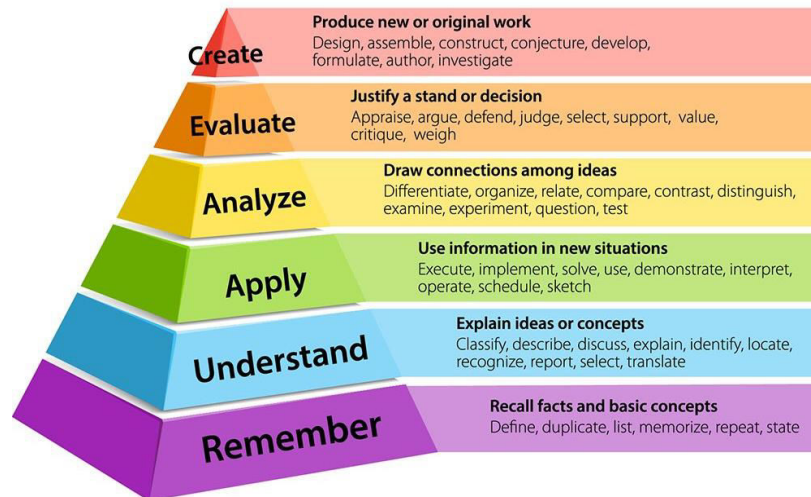 Create
Produce new or original work
Design, assemble, construct, conjecture, develop,
formulate, author, investigate
Evaluate
Justify a stand or decision
Appraise, argue, defend, judge, select, support, value,
critique, weigh
Analyze
Draw connections among ideas
Differentiate, organize, relate, compare, contrast, distinguish,
examine, experiment, question, test
Apply
Use information in new situations
Execute, implement, solve, use, demonstrate, interpret,
operate, schedule, sketch
Understand
Explain ideas or concepts
Classify, describe, discuss, explain, identify, locate,
recognize, report, select, translate
Remember
Recall facts and basic concepts
Define, duplicate, list, memorize, repeat, state